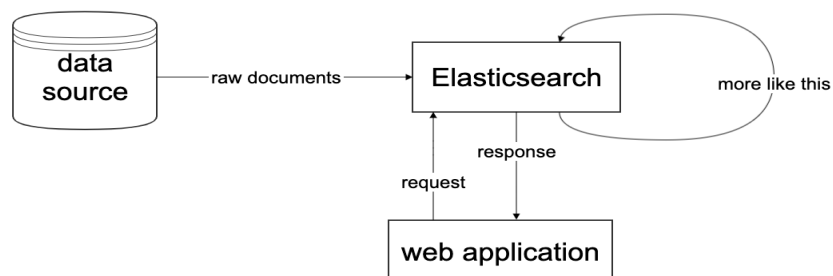 data
source
raw documents
Elasticsearch
more like this
response
request
web application